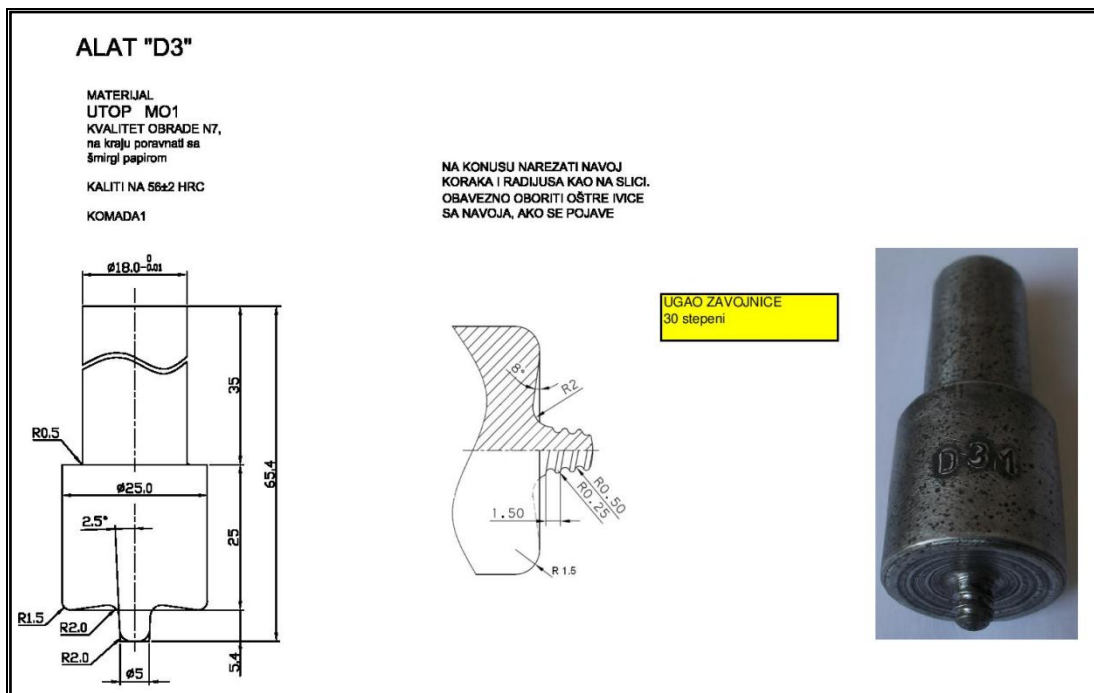 ALAT "D3"
MATERIJAL
UTOP MO1
KVALITET OBRADE N7,
na kraju poravnati sa
šmirgl papirom
KALITI NA 56±2 HRC
KOMADA1
NA KONUSU NAREZATI NAVOJ
KORAKA I RADIJUSA KAO NA SLICI.
OBAVEZNO OBORITI OŠTRE IVICE
SA NAVOJA, AKO SE POJAVE
UGAO ZAVOJNICE
30 stepeni
ø18.0-0.01
0
35
65.4
R0.5
ø25.0
2.5°
25
R1.5
R2.0
R2.0
5.4
ø5
8°
R2
R0.50
R0.25
1.50
R 1.5
D3M